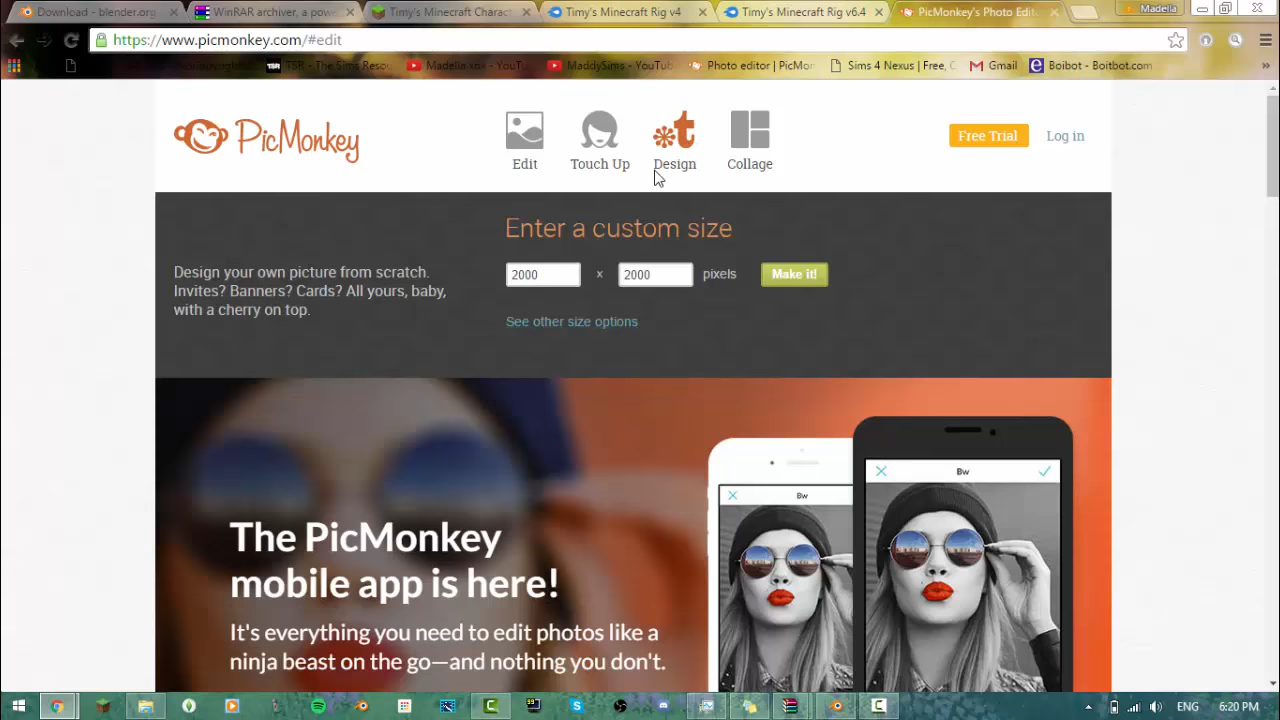 Download - blender.org
WinRAR archiver, a pow
Timy's Minecraft Charact
Timy's Minecraft Rig v4
Timy's Minecraft Rig v6.4
PicMonkey's Photo Edit
Madella
https://www.picmonkey.com/#edit
TSR - The Sims Resou
Madella xox - YouTu
MaddySims - YouTub
Photo editor | PicMon
Sims 4 Nexus | Free, C
Gmail
Boibot - Boitbot.com
»
PicMonkey
Edit
Touch Up
Design
Collage
Free Trial
Log in
Enter a custom size
Design your own picture from scratch.
Invites? Banners? Cards? All yours, baby,
with a cherry on top.
2000 x 2000 pixels
Make it!
See other size options
The PicMonkey
mobile app is here!
It's everything you need to edit photos like a
ninja beast on the go—and nothing you don't.
Bw
Bw
ENG
6:20 PM